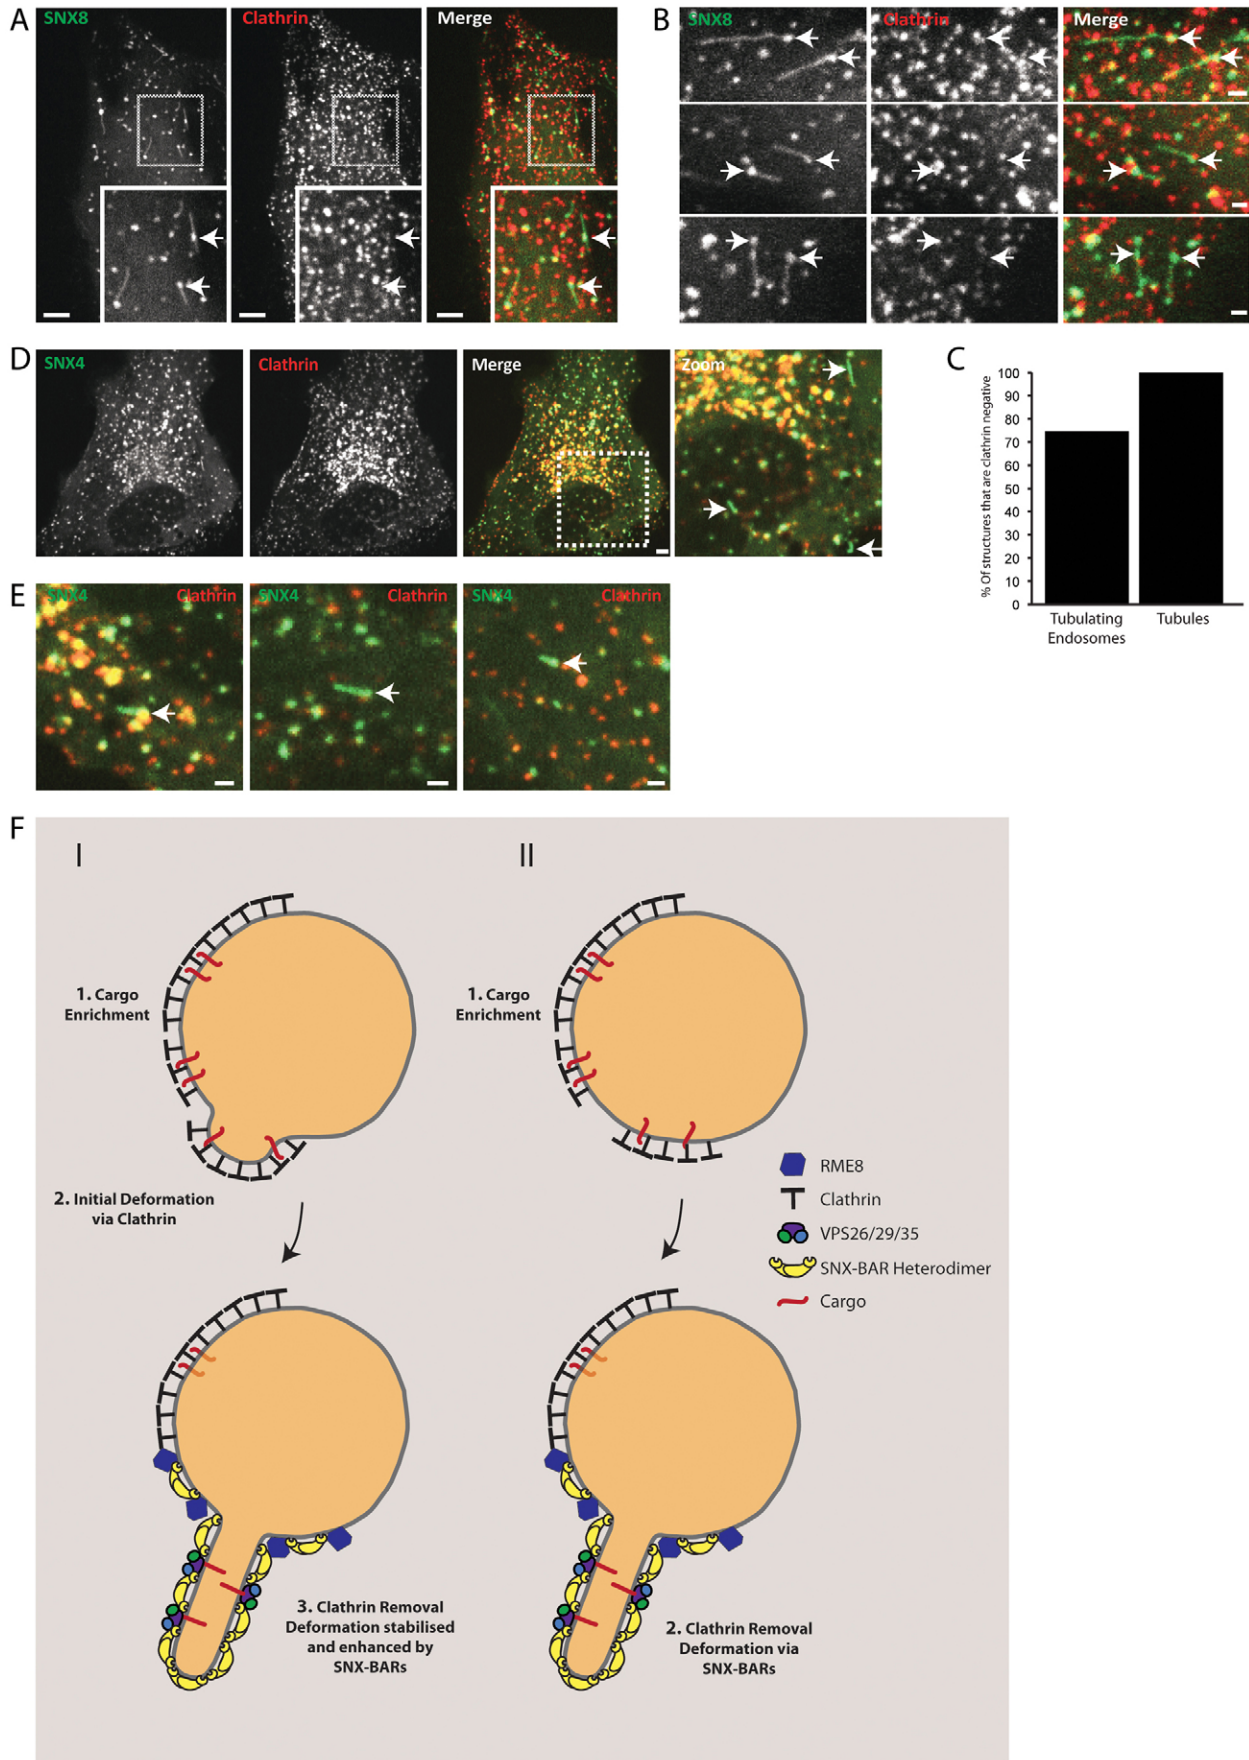 A
SNX8
Clathrin
Merge
B
SNX8
Clathrin
Merge
D
SNX4
Clathrin
Merge
Zoom
C
% Of structures that are clathrin negative
100
90
80
70
60
50
40
30
20
10
0
Tubulating
Endosomes
Tubules
E
SNX4
Clathrin
SNX4
Clathrin
SNX4
Clathrin
F
I
II
1. Cargo
Enrichment
1. Cargo
Enrichment
2. Initial Deformation
via Clathrin
RME8
Clathrin
VPS26/29/35
SNX-BAR Heterodimer
Cargo
3. Clathrin Removal
Deformation stabilised
and enhanced by
SNX-BARs
2. Clathrin Removal
Deformation via
SNX-BARs